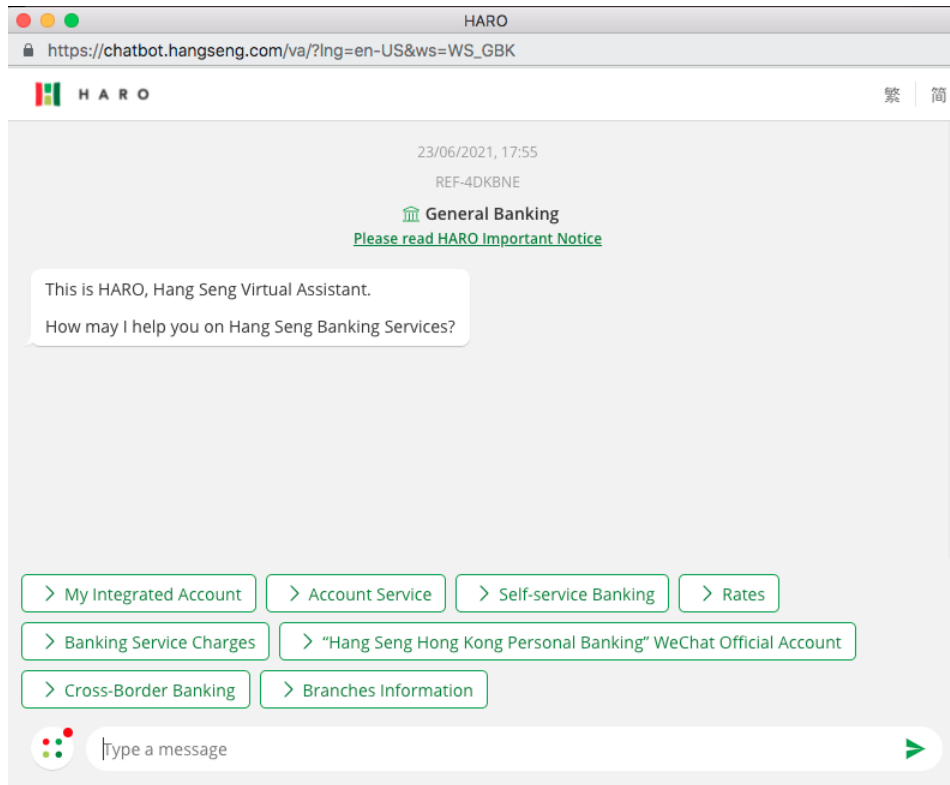 HARO
https://chatbot.hangseng.com/va/?lng=en-US&ws=WS_GBK
HARO 繁 简
23/06/2021, 17:55
REF-4DKBNE
General Banking
Please read HARO Important Notice
This is HARO, Hang Seng Virtual Assistant.
How may I help you on Hang Seng Banking Services?
> My Integrated Account > Account Service > Self-service Banking > Rates
> Banking Service Charges > “Hang Seng Hong Kong Personal Banking” WeChat Official Account
> Cross-Border Banking > Branches Information
Type a message